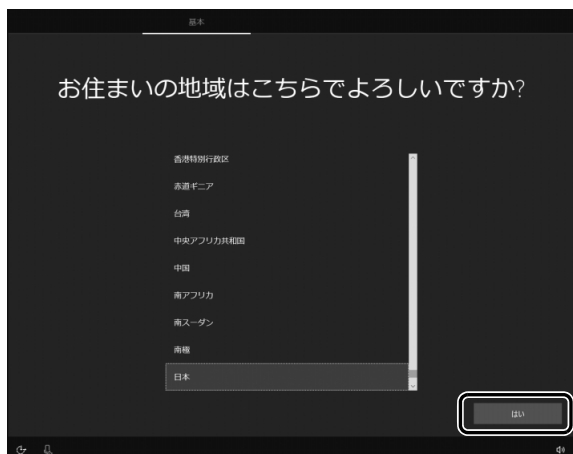 基本
お住まいの地域はこちらでよろしいですか?
香港特別行政区
赤道ギニア
台湾
中央アフリカ共和国
中国
南アフリカ
南スーダン
南極
日本
はい